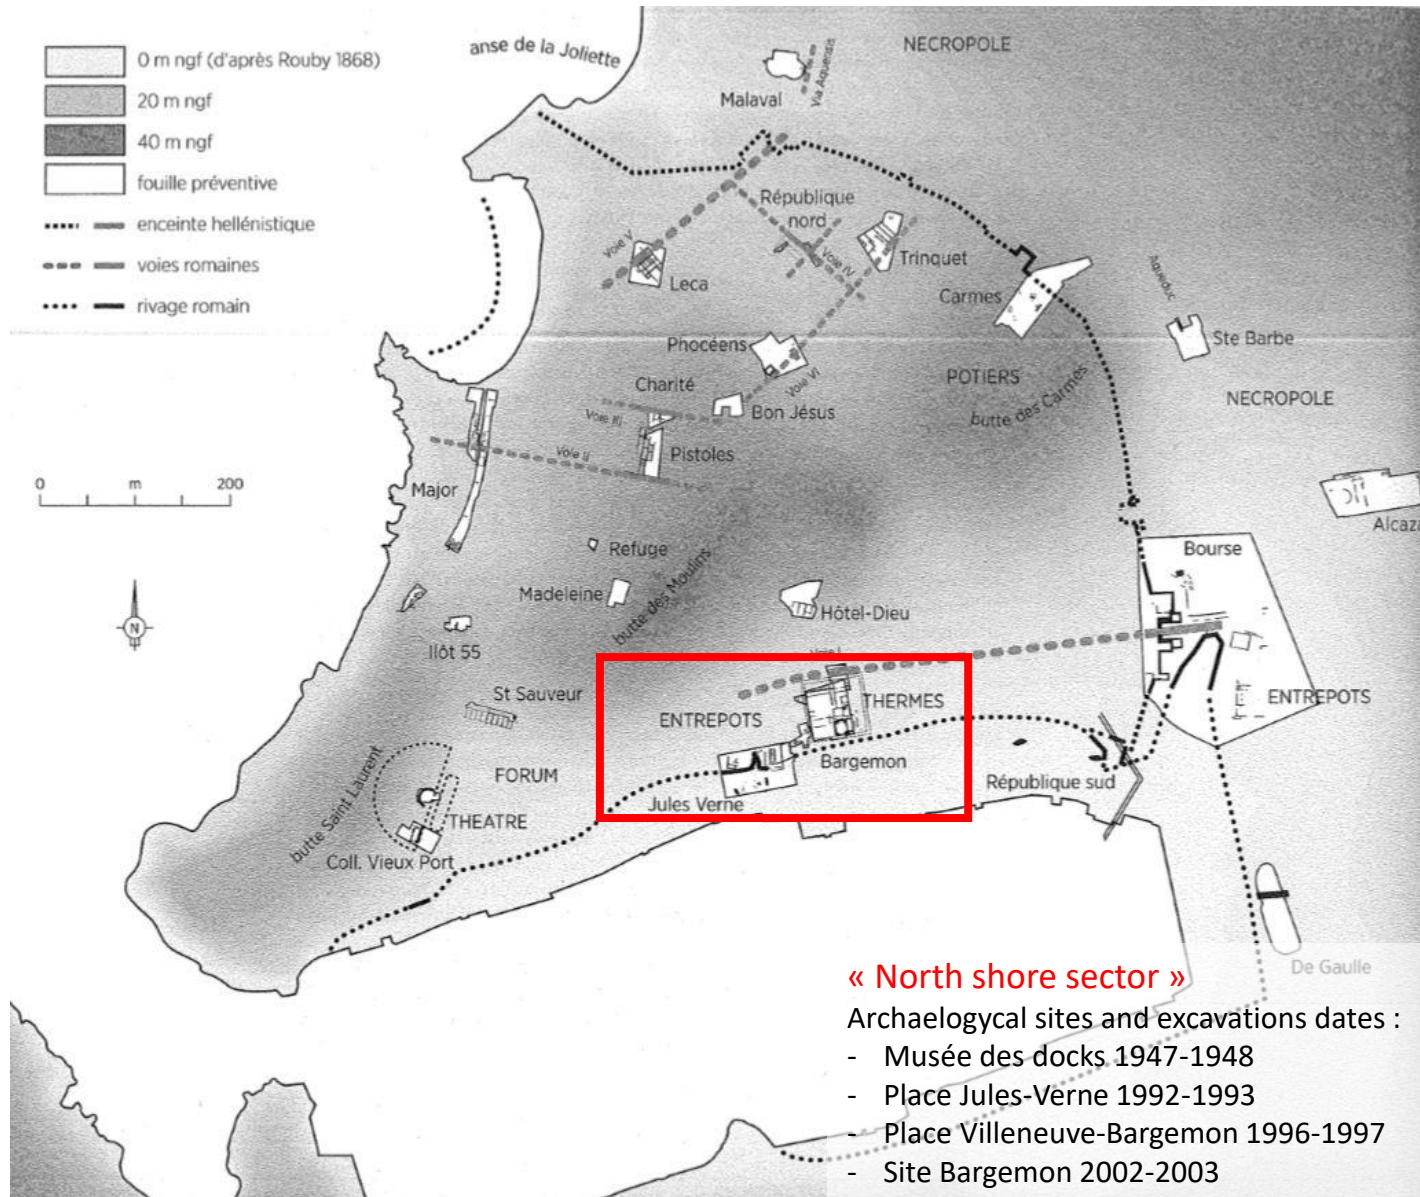 0 m ngf (d'après Rouby 1868)
20 m ngf
40 m ngf
fouille préventive
enceinte hellénistique
voies romaines
rivage romain
anse de la Joliette
NECROPOLE
Malaval
Via Aquensis
République
nord
Voie V
Leca
Voie IV
Trinquet
Carmes
Aqueduc
Ste Barbe
Phocéens
Charité
Voie VI
POTIERS
butte des Carmes
NECROPOLE
Voie III
Bon Jésus
Voie II
Pistoles
0 m 200
Major
Alcaza
Refuge
Bourse
Madeleine
butte des Moulins
Hôtel-Dieu
N
Ilôt 55
Voie I
St Sauveur
ENTREPOTS
THERMES
ENTREPOTS
butte Saint Laurent
FORUM
Bargemon
République sud
Jules Verne
THEATRE
Coll. Vieux Port
De Gaulle
« North shore sector »
Archaelogycal sites and excavations dates :
- Musée des docks 1947-1948
- Place Jules-Verne 1992-1993
- Place Villeneuve-Bargemon 1996-1997
- Site Bargemon 2002-2003